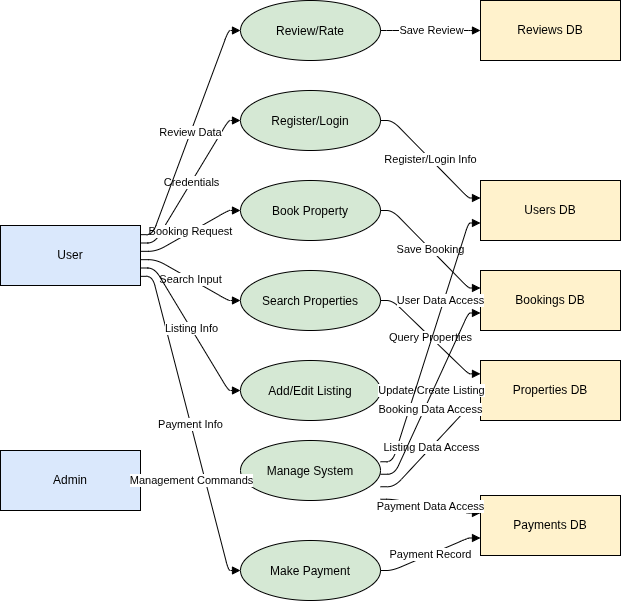 Review/Rate
Save Review
Reviews DB
Register/Login
Review Data
Register/Login Info
Credentials
Book Property
Users DB
Booking Request
Save Booking
User
Search Input
Search Properties
User Data Access
Bookings DB
Listing Info
Query Properties
Add/Edit Listing
Update/Create Listing
Properties DB
Booking Data Access
Payment Info
Listing Data Access
Manage System
Admin
Management Commands
Payment Data Access
Payments DB
Payment Record
Make Payment